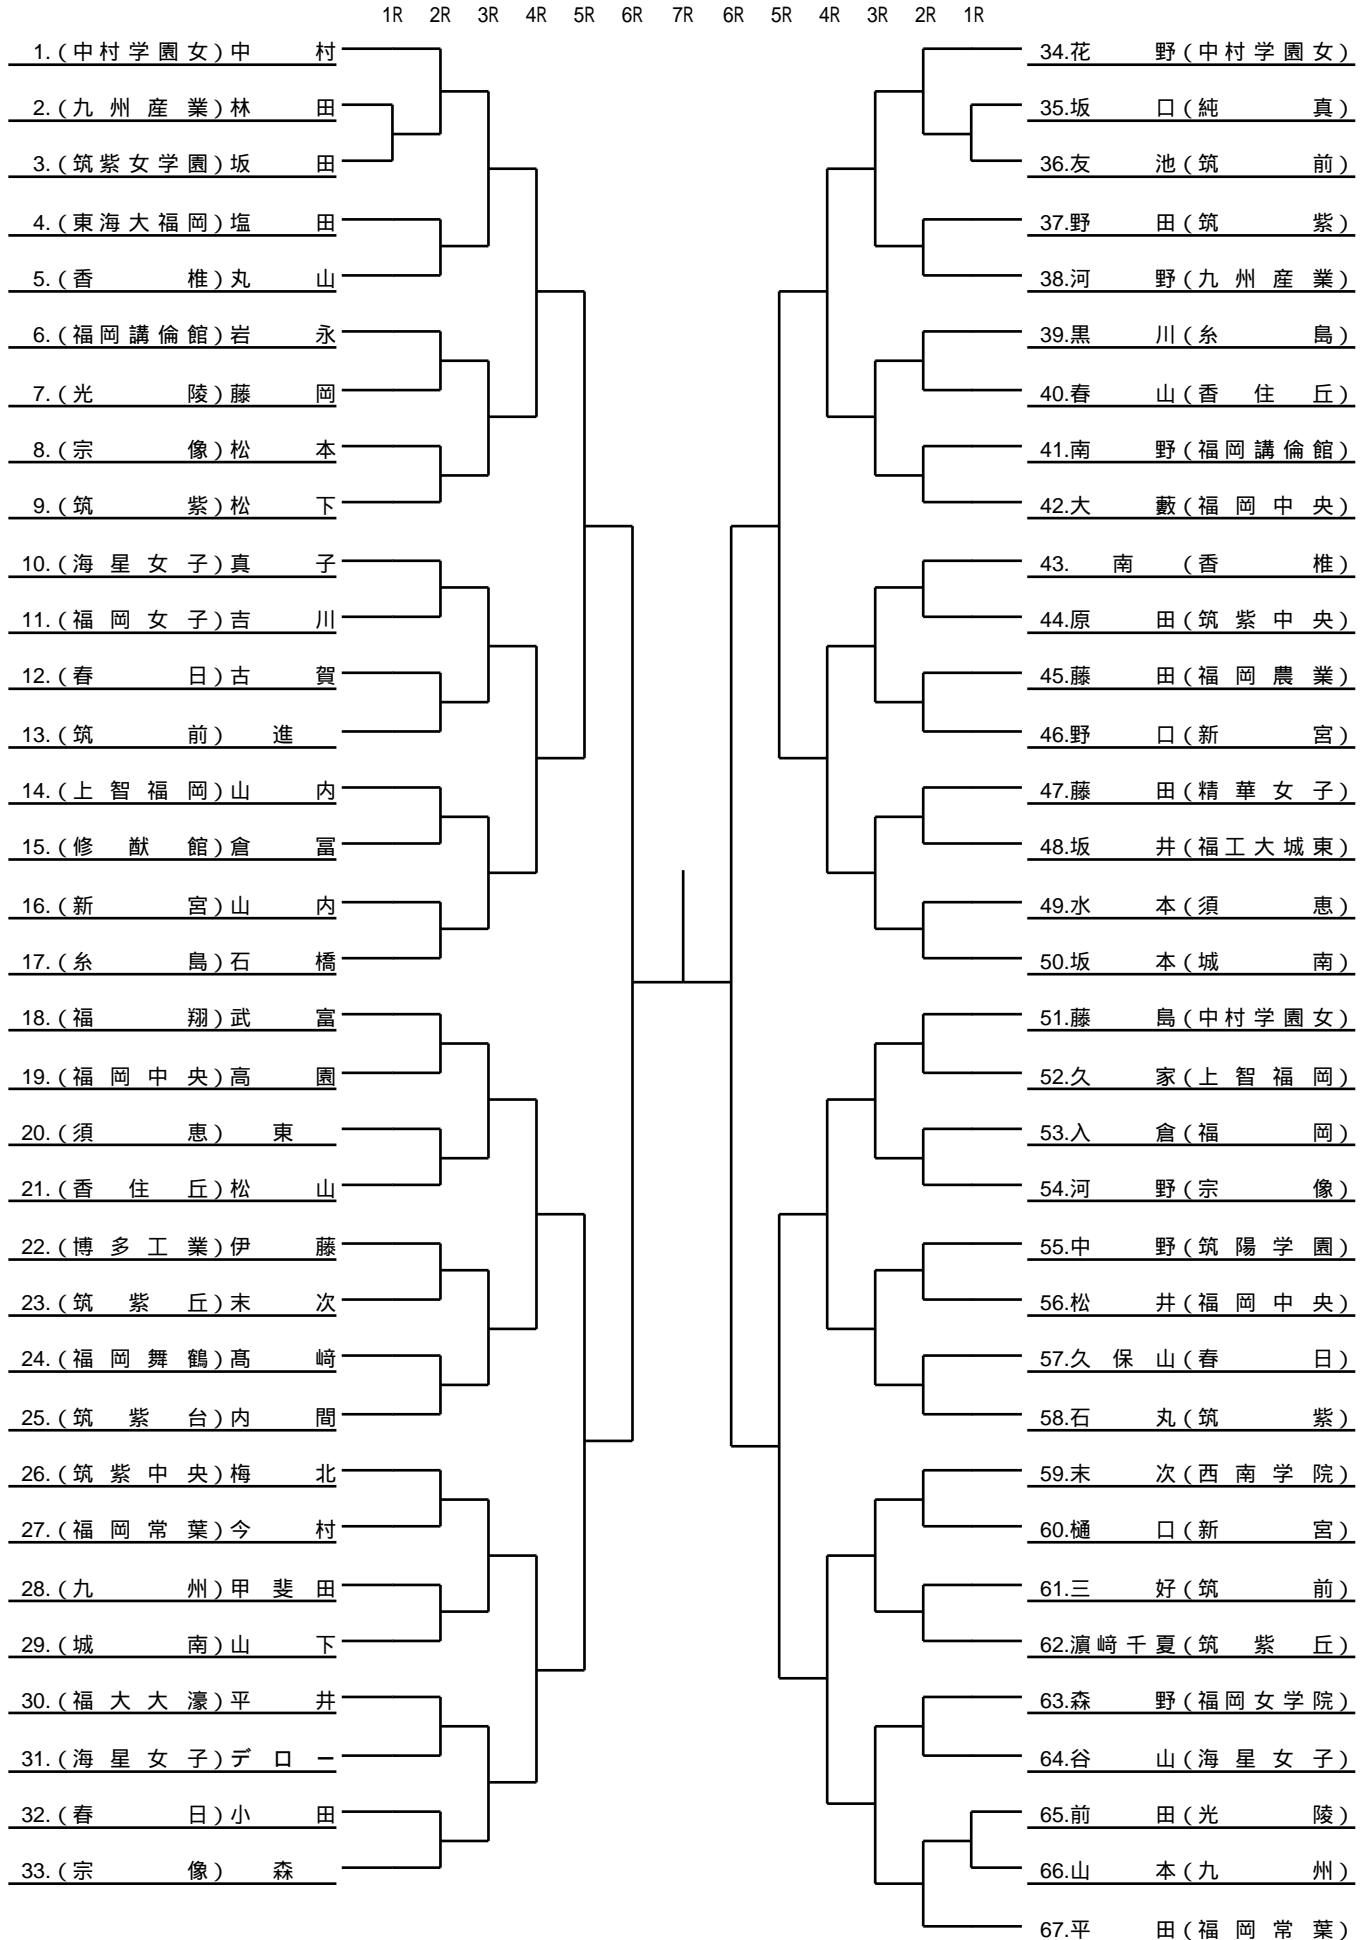 1R 2R 3R 4R 5R 6R 7R 6R 5R 4R 3R 2R 1R
1.(中村学園女)中村
2.(九州産業)林田
3.(筑紫女学園)坂田
4.(東海大福岡)塩田
5.(香椎)丸山
6.(福岡講倫館)岩永
7.(光陵)藤岡
8.(宗像)松本
9.(筑紫)松下
10.(海星女子)真子
11.(福岡女子)吉川
12.(春日)古賀
13.(筑前)進
14.(上智福岡)山内
15.(修猷館)倉冨
16.(新宮)山内
17.(糸島)石橋
18.(福翔)武富
19.(福岡中央)高園
20.(須恵)東
21.(香住丘)松山
22.(博多工業)伊藤
23.(筑紫丘)末次
24.(福岡舞鶴)髙﨑
25.(筑紫台)内間
26.(筑紫中央)梅北
27.(福岡常葉)今村
28.(九州)甲斐田
29.(城南)山下
30.(福大大濠)平井
31.(海星女子)デロー
32.(春日)小田
33.(宗像)森
34.花野(中村学園女)
35.坂口(純真)
36.友池(筑前)
37.野田(筑紫)
38.河野(九州産業)
39.黒川(糸島)
40.春山(香住丘)
41.南野(福岡講倫館)
42.大藪(福岡中央)
43.南(香椎)
44.原田(筑紫中央)
45.藤田(福岡農業)
46.野口(新宮)
47.藤田(精華女子)
48.坂井(福工大城東)
49.水本(須恵)
50.坂本(城南)
51.藤島(中村学園女)
52.久家(上智福岡)
53.入倉(福岡)
54.河野(宗像)
55.中野(筑陽学園)
56.松井(福岡中央)
57.久保山(春日)
58.石丸(筑紫)
59.末次(西南学院)
60.樋口(新宮)
61.三好(筑前)
62.濵﨑千夏(筑紫丘)
63.森野(福岡女学院)
64.谷山(海星女子)
65.前田(光陵)
66.山本(九州)
67.平田(福岡常葉)